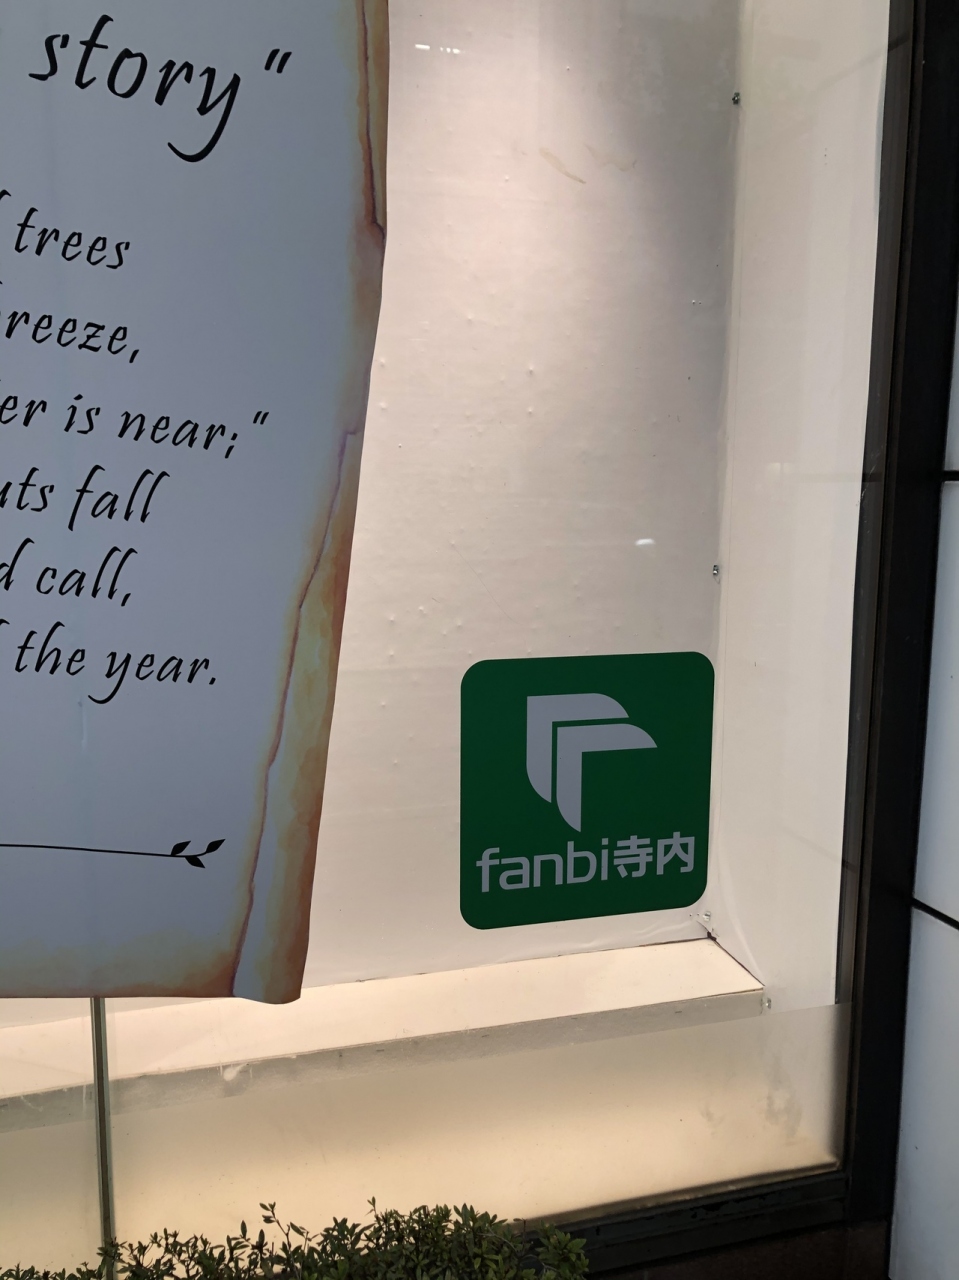 story"
trees
reeze,
er is near;"
uts fall
d call,
the year.
fanbi寺内